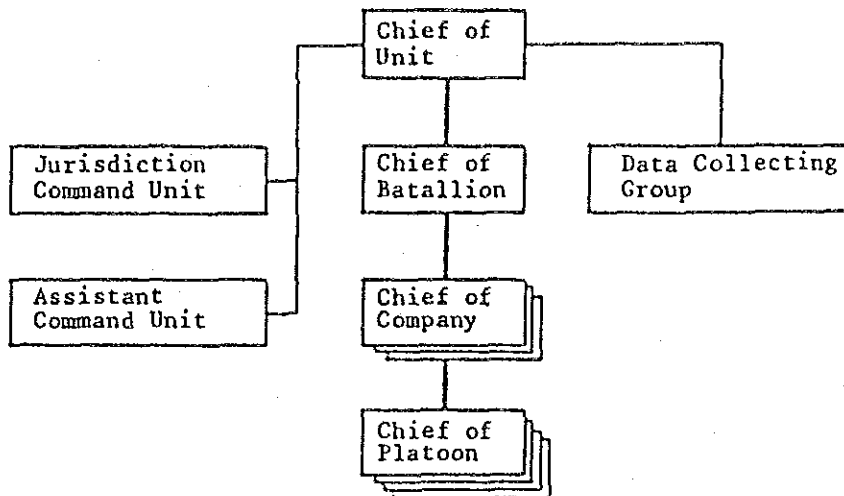 Chief of
Unit
Jurisdiction
Command Unit
Chief of
Batallion
Data Collecting
Group
Assistant
Command Unit
Chief of
Company
Chief of
Platoon